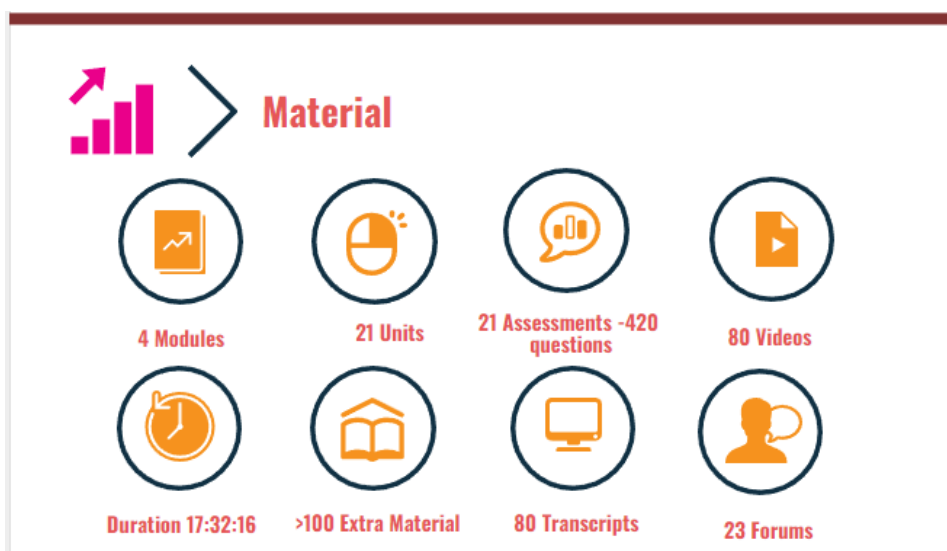 Material
4 Modules
21 Units
21 Assessments -420
questions
80 Videos
Duration 17:32:16
>100 Extra Material
80 Transcripts
23 Forums